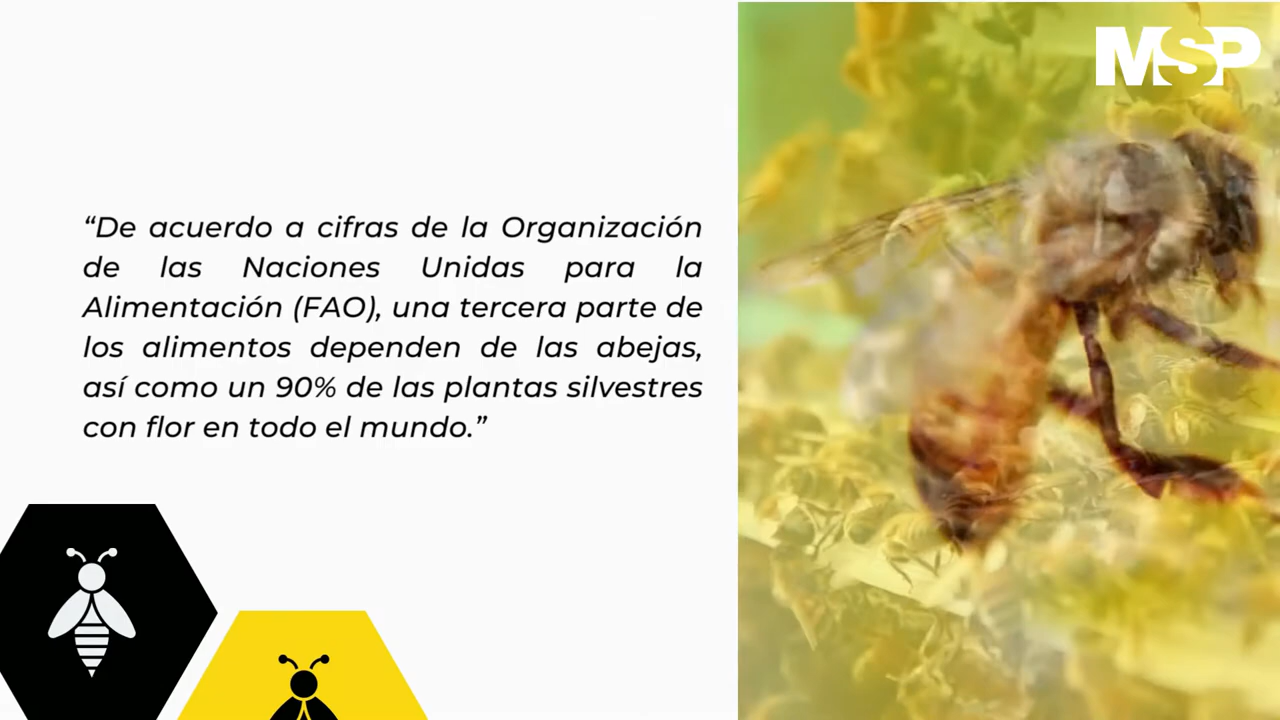 MSP
“De acuerdo a cifras de la Organización
de las Naciones Unidas para la
Alimentación (FAO), una tercera parte de
los alimentos dependen de las abejas,
así como un 90% de las plantas silvestres
con flor en todo el mundo.”